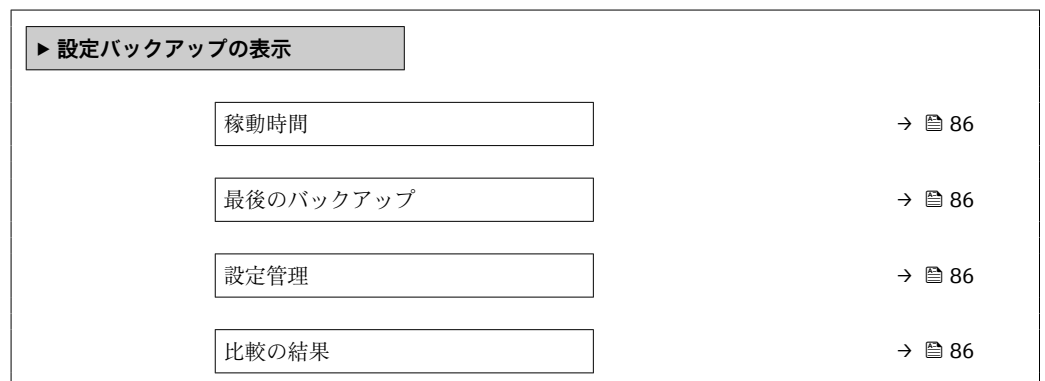 ▶ 設定バックアップの表示
稼動時間 → 🖹 86
最後のバックアップ → 🖹 86
設定管理 → 🖹 86
比較の結果 → 🖹 86